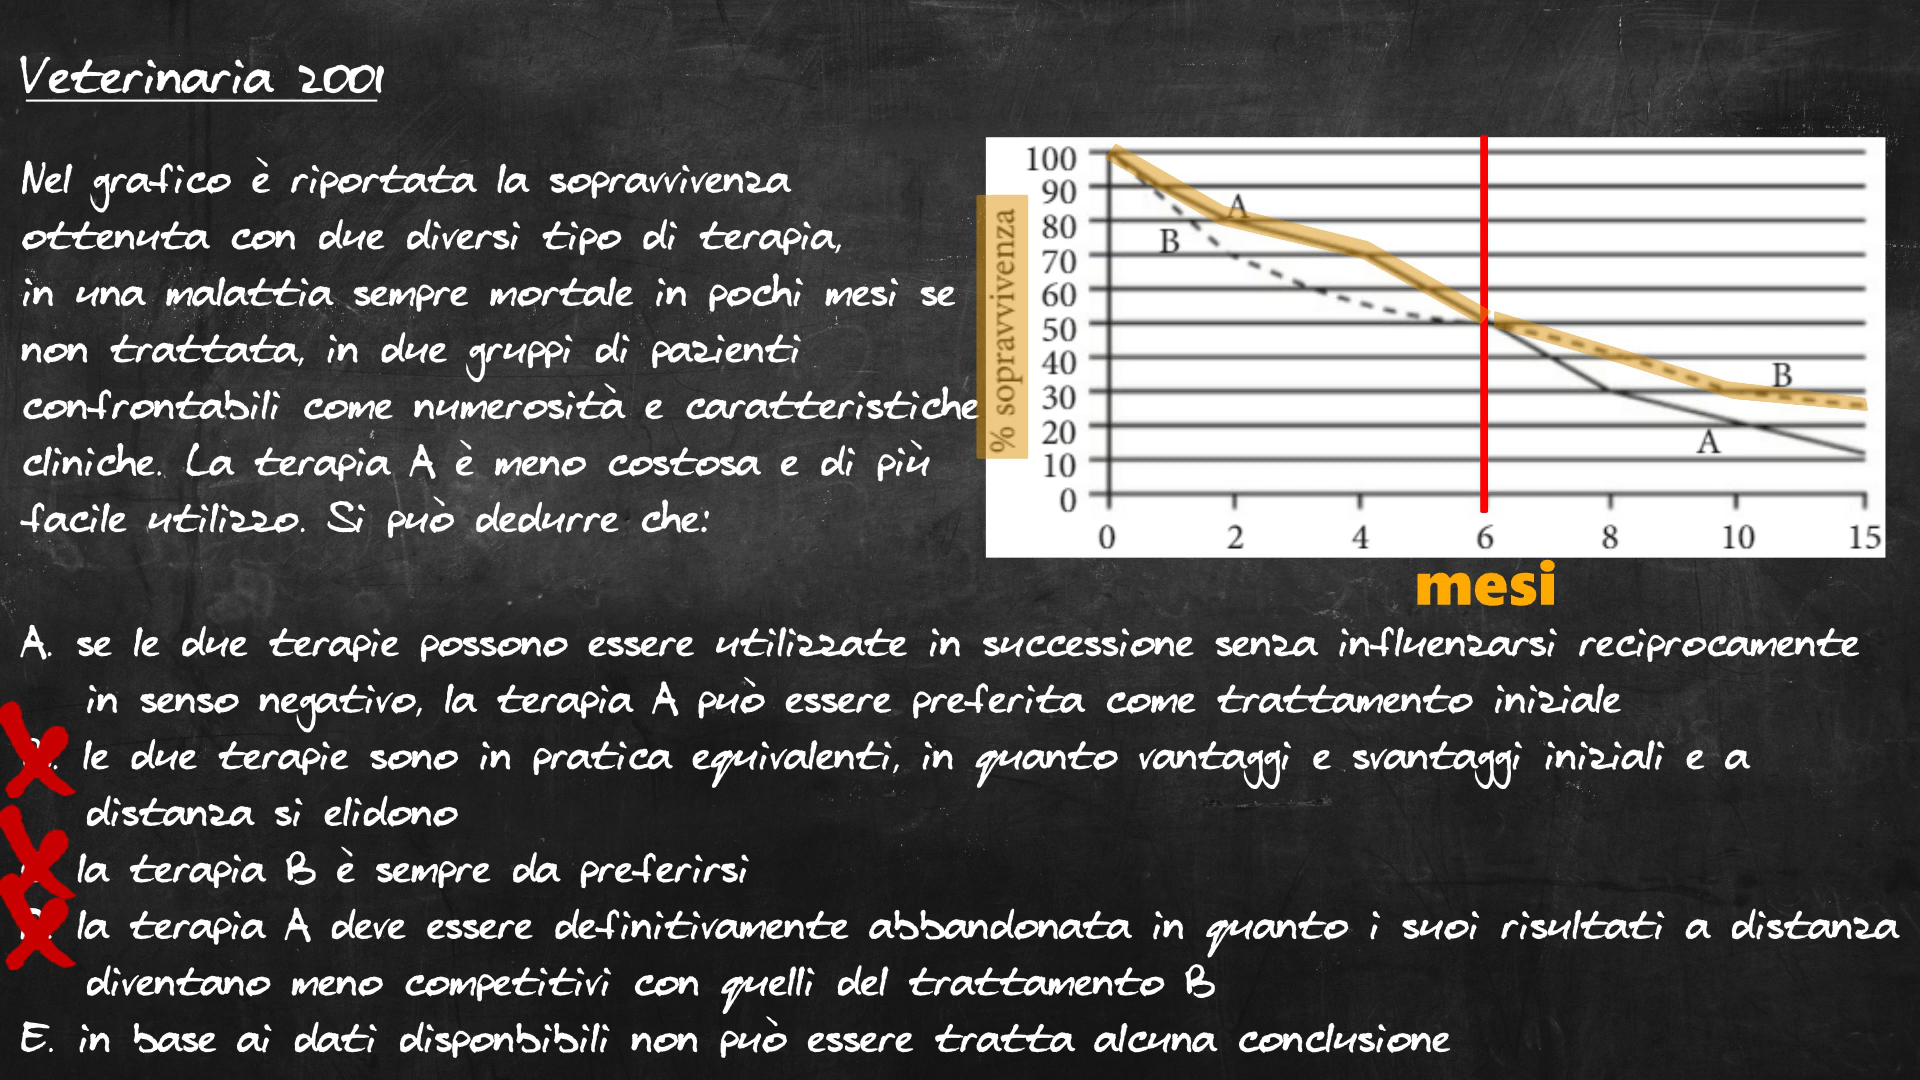 Veterinaria 2001
Nel grafico è riportata la sopravvivenza
ottenuta con due diversi tipo di terapia,
in una malattia sempre mortale in pochi mesi se
non trattata, in due gruppi di pazienti
confrontabili come numerosità e caratteristiche
cliniche. La terapia A è meno costosa e di più
facile utilizzo. Si può dedurre che:
% sopravvivenza
100
90
80
70
60
50
40
30
20
10
0
A
B
B
A
0 2 4 6 8 10 15
mesi
A. se le due terapie possono essere utilizzate in successione senza influenzarsi reciprocamente
in senso negativo, la terapia A può essere preferita come trattamento iniziale
le due terapie sono in pratica equivalenti, in quanto vantaggi e svantaggi iniziali e a
distanza si elidono
la terapia B è sempre da preferirsi
la terapia A deve essere definitivamente abbandonata in quanto i suoi risultati a distanza
diventano meno competitivi con quelli del trattamento B
E. in base ai dati disponbibili non può essere tratta alcuna conclusione